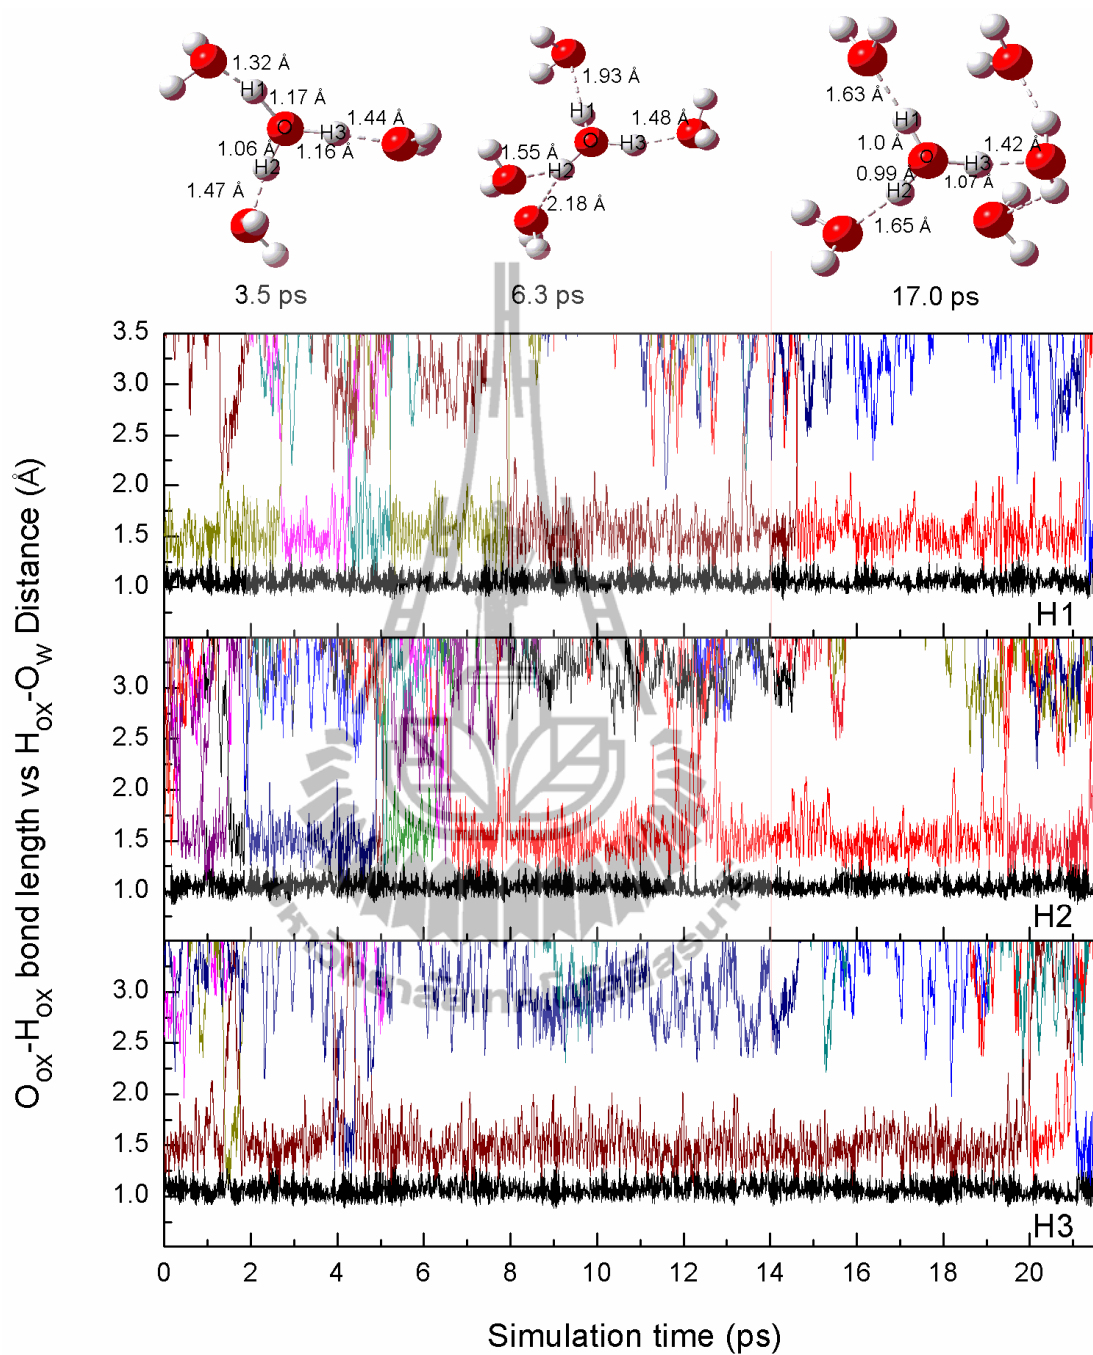 1.32 Å
H1
1.17 Å
1.44 Å
O
H3
1.06 Å
1.16 Å
H2
1.47 Å
3.5 ps
1.93 Å
H1
1.48 Å
O
H3
1.55 Å
H2
2.18 Å
6.3 ps
1.63 Å
H1
1.0 Å
1.42 Å
O
H3
0.99 Å
1.07 Å
H2
1.65 Å
17.0 ps
O_ox-H_ox bond length vs H_ox-O_W Distance (Å)
3.5
3.0
2.5
2.0
1.5
1.0
H1
3.0
2.5
2.0
1.5
1.0
H2
3.0
2.5
2.0
1.5
1.0
H3
0 2 4 6 8 10 12 14 16 18 20
Simulation time (ps)